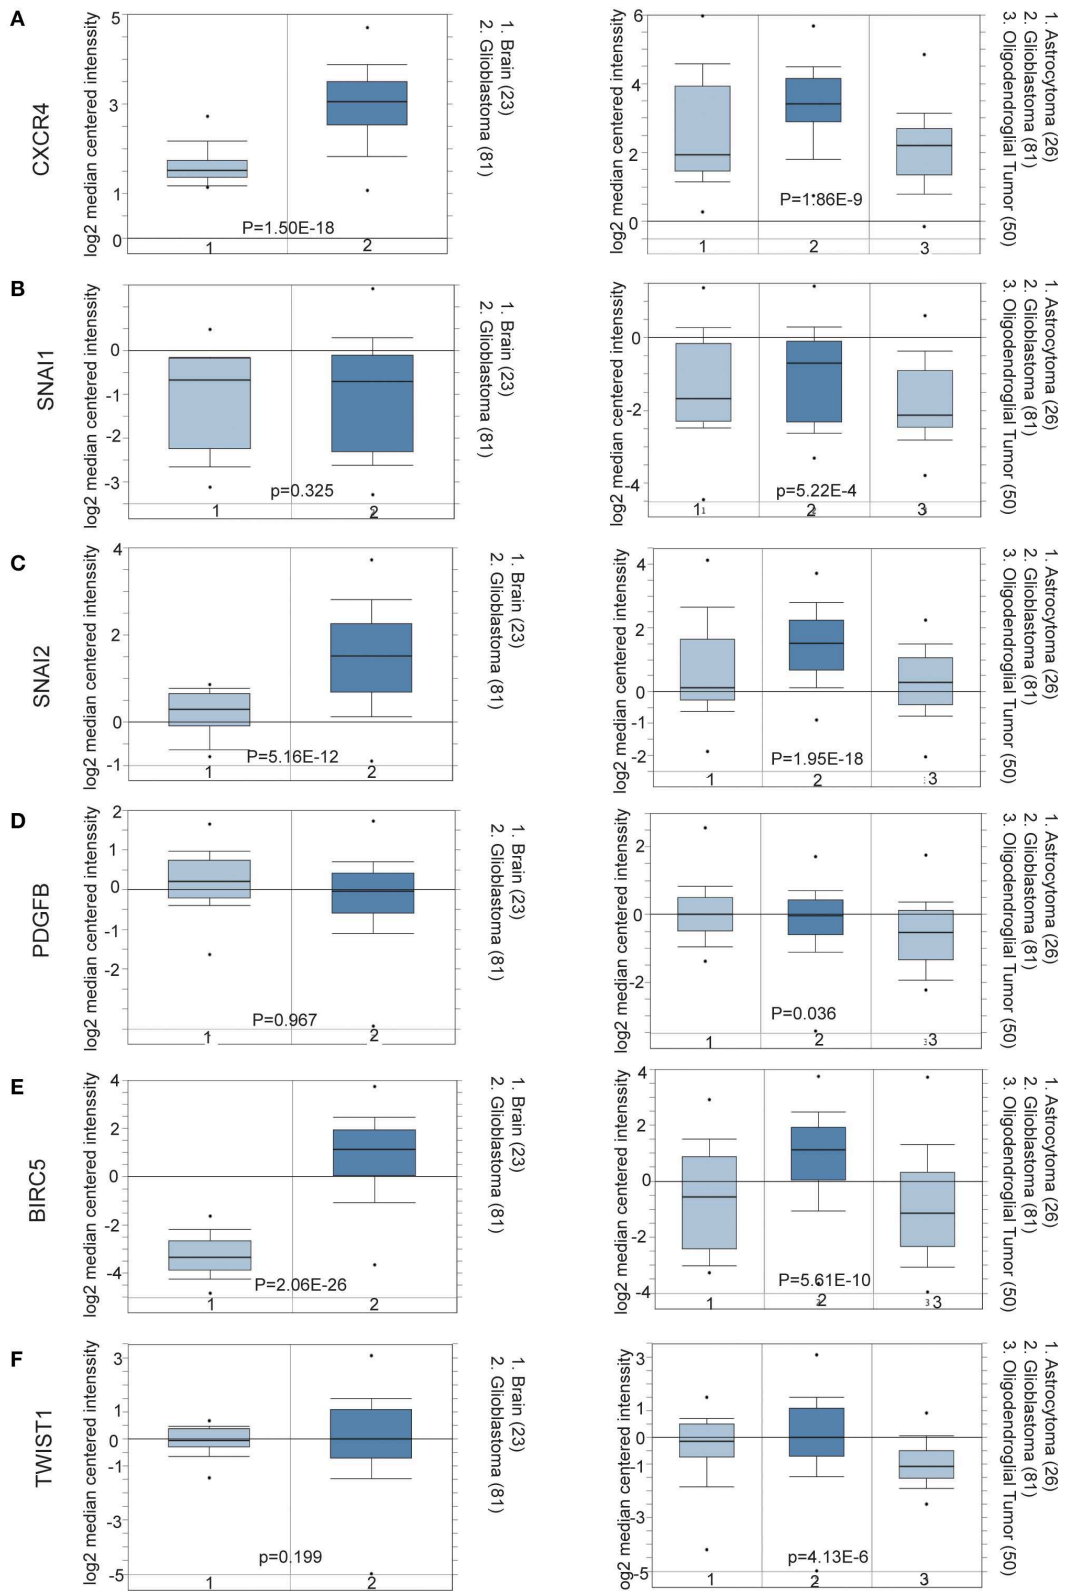 A
CXCR4
log2 median centered intenssity
5
3
1
0
P=1.50E-18
1
2
1. Brain (23)
2. Glioblastoma (81)
log2 median centered intenssity
6
4
2
0
P=1.86E-9
1
2
3
1. Astrocytoma (26)
2. Glioblastoma (81)
3. Oligodendroglial Tumor (50)
B
SNAI1
log2 median centered intenssity
0
-1
-2
-3
p=0.325
1
2
1. Brain (23)
2. Glioblastoma (81)
log2 median centered intenssity
0
-2
-4
p=5.22E-4
1
2
3
1. Astrocytoma (26)
2. Glioblastoma (81)
3. Oligodendroglial Tumor (50)
C
SNAI2
log2 median centered intenssity
4
2
0
-1
P=5.16E-12
1
2
1. Brain (23)
2. Glioblastoma (81)
log2 median centered intenssity
4
2
0
-1
-2
P=1.95E-18
1
2
3
1. Astrocytoma (26)
2. Glioblastoma (81)
3. Oligodendroglial Tumor (50)
D
PDGFB
log2 median centered intenssity
2
1
0
-1
-2
P=0.967
1
2
1. Brain (23)
2. Glioblastoma (81)
log2 median centered intenssity
2
0
-2
P=0.036
1
2
3
1. Astrocytoma (26)
2. Glioblastoma (81)
3. Oligodendroglial Tumor (50)
E
BIRC5
log2 median centered intenssity
4
2
0
-2
-4
P=2.06E-26
1
2
1. Brain (23)
2. Glioblastoma (81)
log2 median centered intenssity
4
2
0
-2
-4
P=5.61E-10
1
2
3
1. Astrocytoma (26)
2. Glioblastoma (81)
3. Oligodendroglial Tumor (50)
F
TWIST1
log2 median centered intenssity
3
1
0
-1
-3
-5
p=0.199
1
2
1. Brain (23)
2. Glioblastoma (81)
log2 median centered intenssity
3
1
0
-1
-3
-5
p=4.13E-6
1
2
3
1. Astrocytoma (26)
2. Glioblastoma (81)
3. Oligodendroglial Tumor (50)